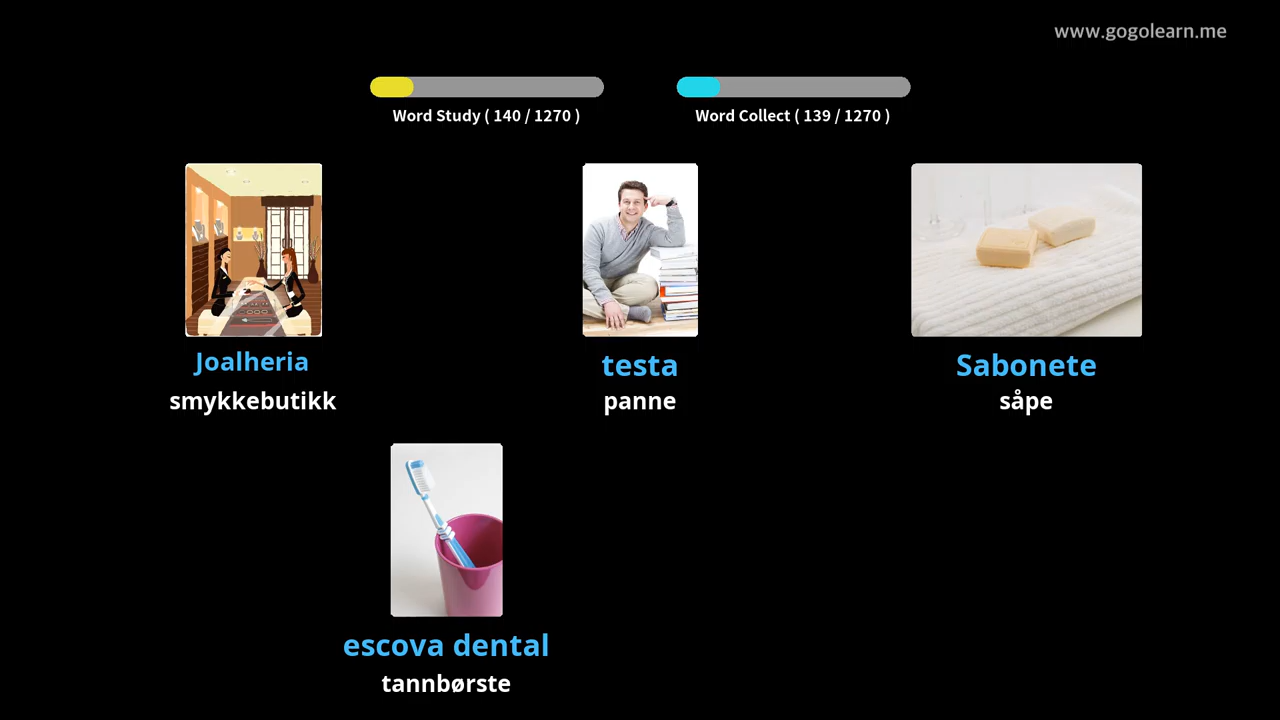 www.gogolearn.me
Word Study ( 140 / 1270 )
Word Collect ( 139 / 1270 )
Joalheria
smykkebutikk
testa
panne
Sabonete
såpe
escova dental
tannbørste